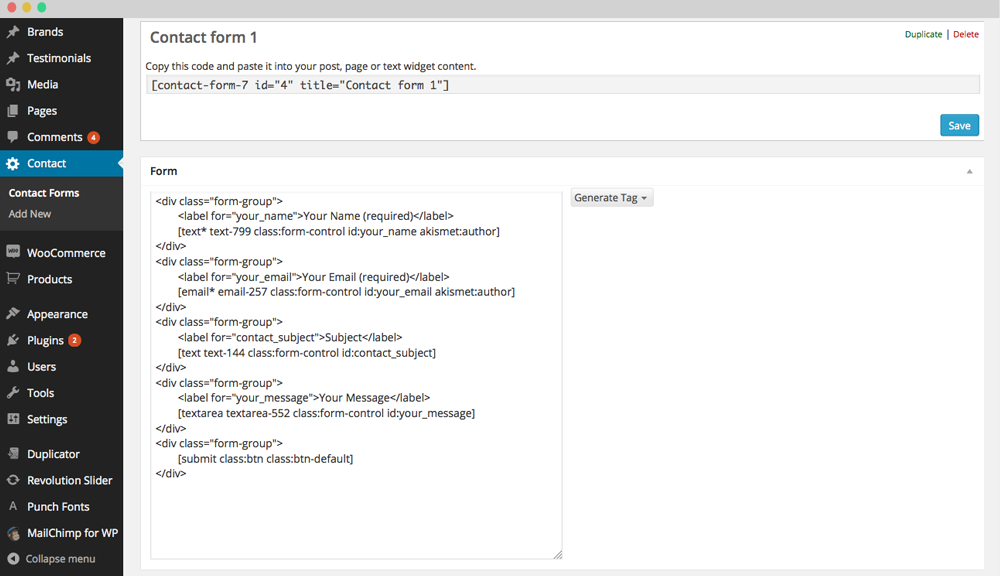 Brands
Testimonials
Media
Pages
Comments 4
Contact
Contact Forms
Add New
WooCommerce
Products
Appearance
Plugins 2
Users
Tools
Settings
Duplicator
Revolution Slider
A Punch Fonts
MailChimp for WP
Collapse menu
Contact form 1
Duplicate | Delete
Copy this code and paste it into your post, page or text widget content.
[contact-form-7 id="4" title="Contact form 1"]
Save
Form
<div class="form-group">
<label for="your_name">Your Name (required)</label>
[text* text-799 class:form-control id:your_name akismet:author]
</div>
<div class="form-group">
<label for="your_email">Your Email (required)</label>
[email* email-257 class:form-control id:your_email akismet:author]
</div>
<div class="form-group">
<label for="contact_subject">Subject</label>
[text text-144 class:form-control id:contact_subject]
</div>
<div class="form-group">
<label for="your_message">Your Message</label>
[textarea textarea-552 class:form-control id:your_message]
</div>
<div class="form-group">
[submit class:btn class:btn-default]
</div>
Generate Tag